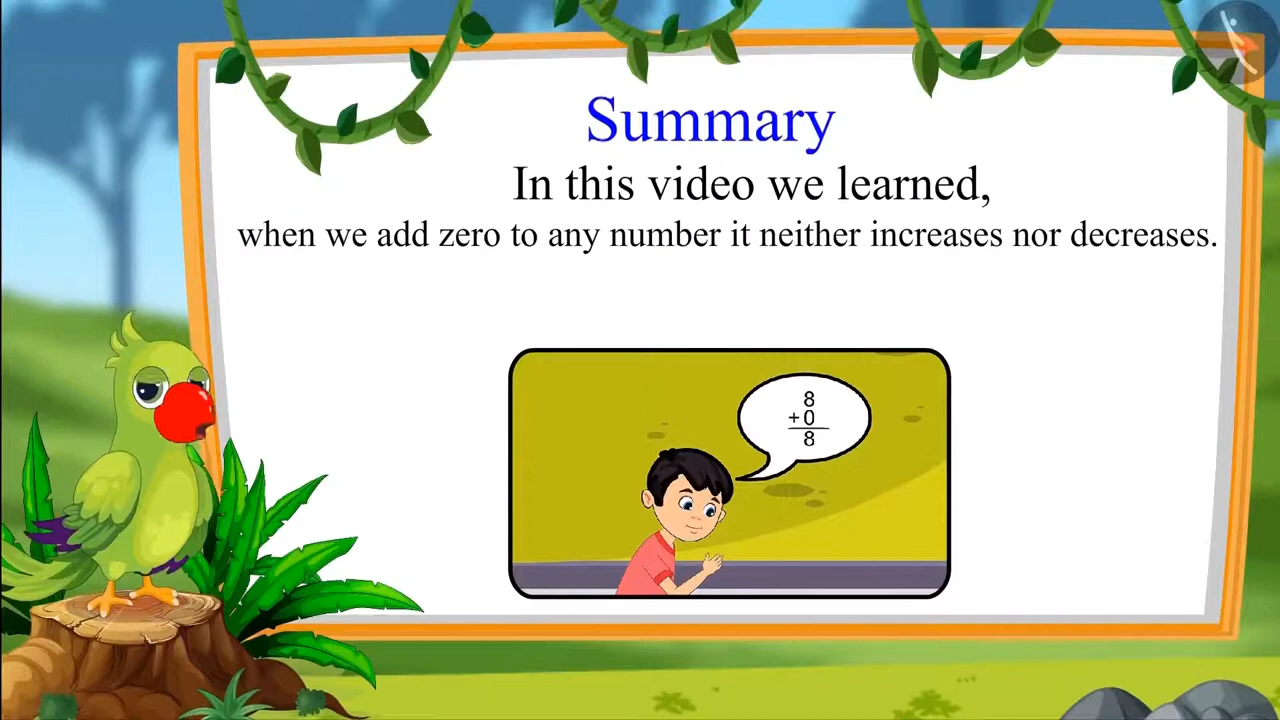 Summary
In this video we learned,
when we add zero to any number it neither increases nor decreases.
8
+0
8